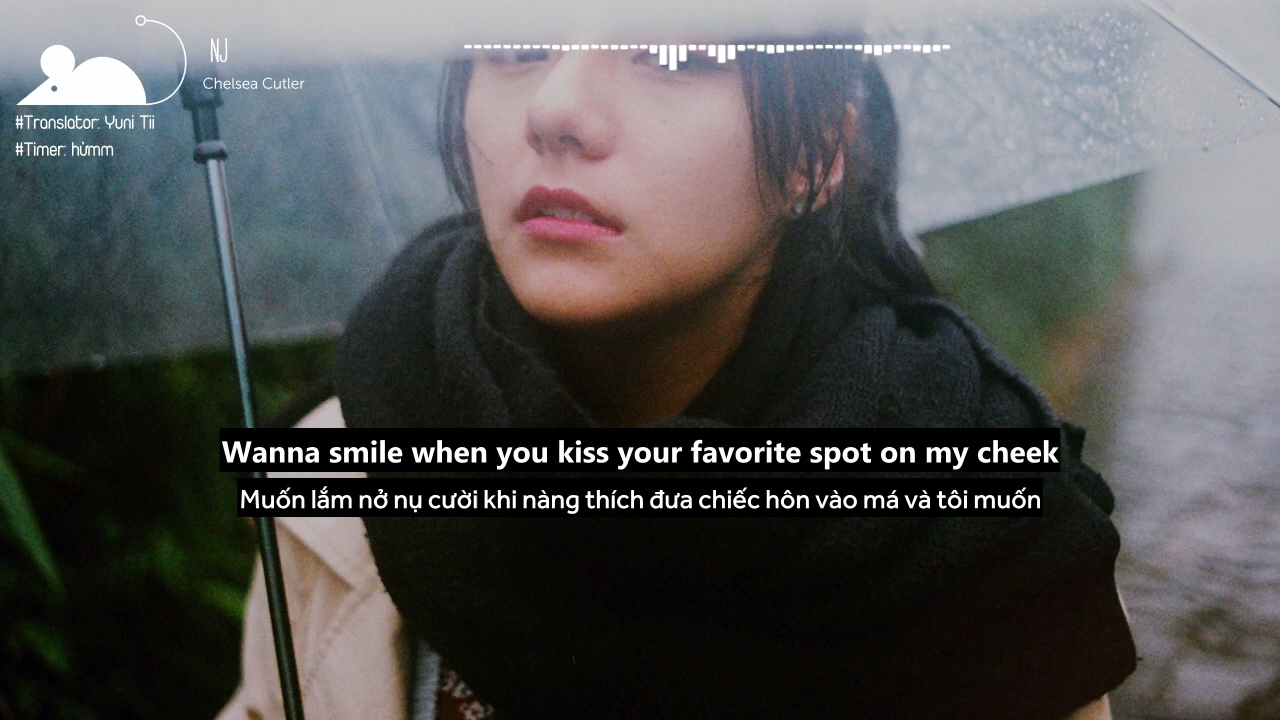 NJ
Chelsea Cutler
#Translator: Yuni Tii
#Timer: hừmm
Wanna smile when you kiss your favorite spot on my cheek
Muốn lắm nở nụ cười khi nàng thích đưa chiếc hôn vào má và tôi muốn